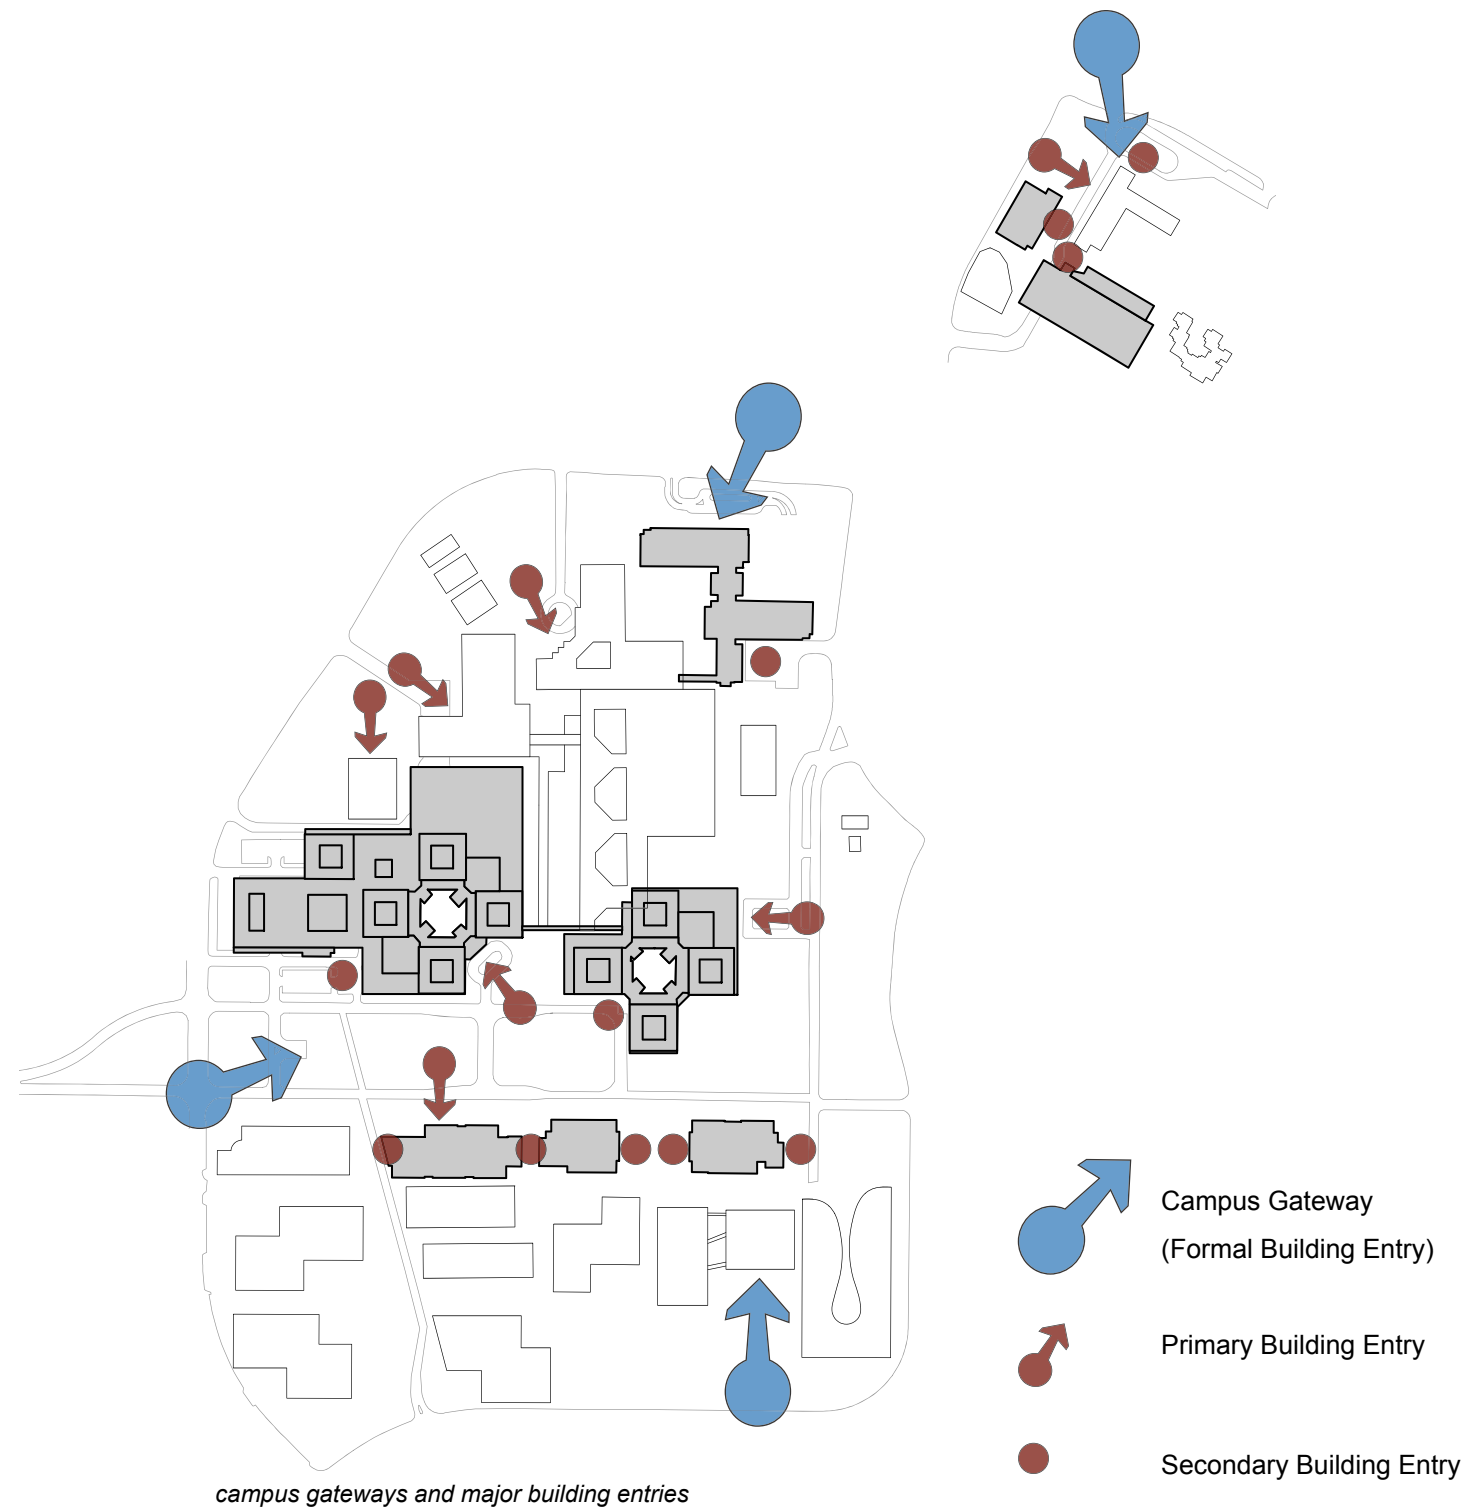 Campus Gateway
(Formal Building Entry)
Primary Building Entry
Secondary Building Entry
campus gateways and major building entries